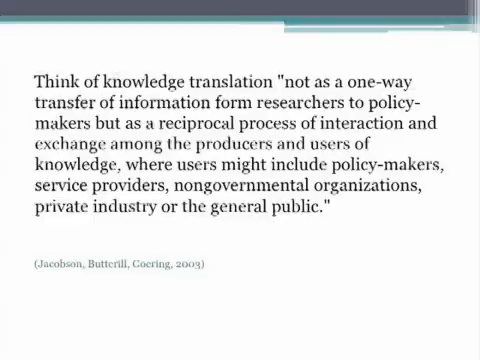 Think of knowledge translation "not as a one-way
transfer of information form researchers to policy-
makers but as a reciprocal process of interaction and
exchange among the producers and users of
knowledge, where users might include policy-makers,
service providers, nongovernmental organizations,
private industry or the general public."
(Jacobson, Butterill, Goering, 2003)